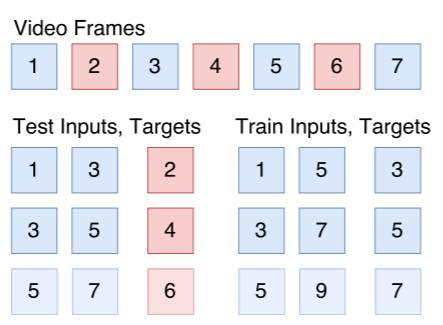 Video Frames
1 2 3 4 5 6 7
Test Inputs, Targets
1 3 2
3 5 4
5 7 6
Train Inputs, Targets
1 5 3
3 7 5
5 9 7